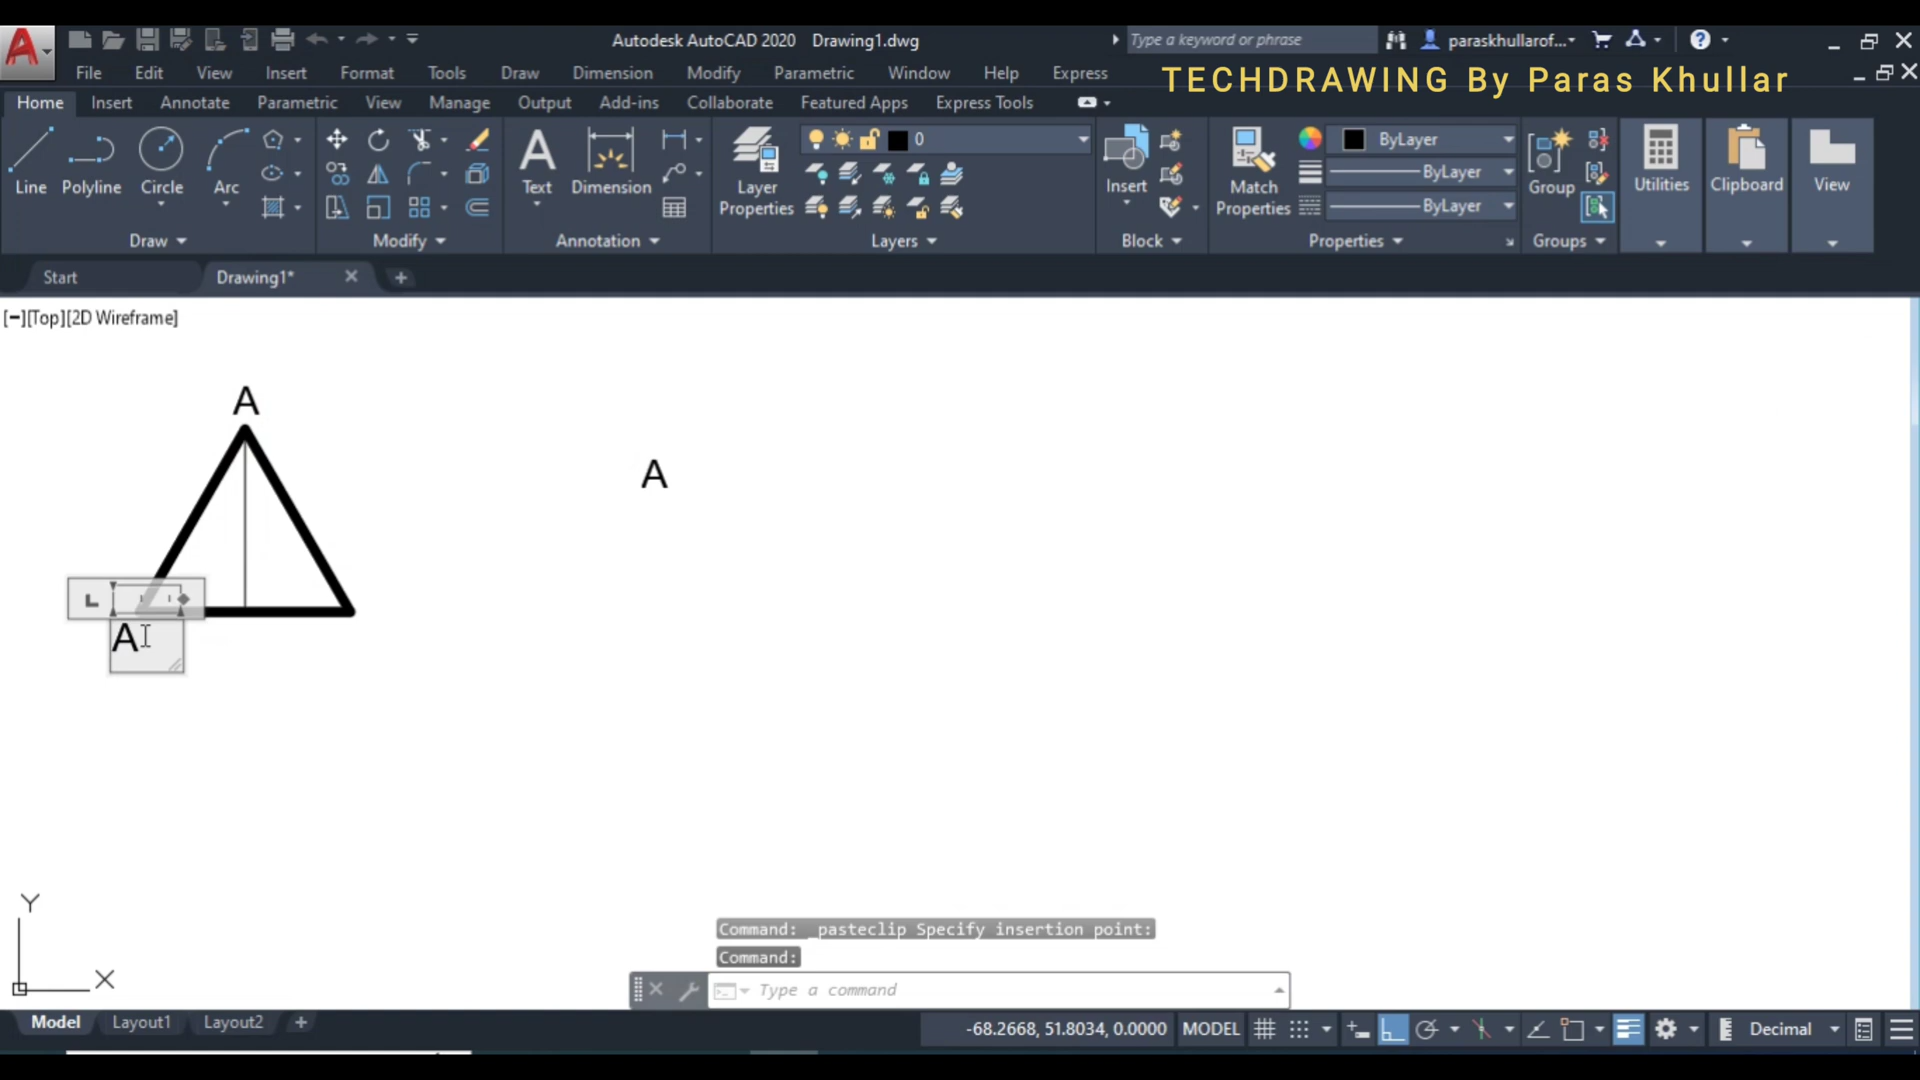 Autodesk AutoCAD 2020 Drawing1.dwg
Type a keyword or phrase
paraskhullarof...
File Edit View Insert Format Tools Draw Dimension Modify Parametric Window Help Express
TECHDRAWING By Paras Khullar
Home Insert Annotate Parametric View Manage Output Add-ins Collaborate Featured Apps Express Tools
Line Polyline Circle Arc
Text Dimension
Layer Properties
0
Insert
Match Properties
ByLayer
ByLayer
ByLayer
Group
Utilities Clipboard View
Draw Modify Annotation Layers Block Properties Groups
Start Drawing1*
[−][Top][2D Wireframe]
A
A
A
Y
X
Command: _pasteclip Specify insertion point:
Command:
Type a command
Model Layout1 Layout2
-68.2668, 51.8034, 0.0000 MODEL Decimal